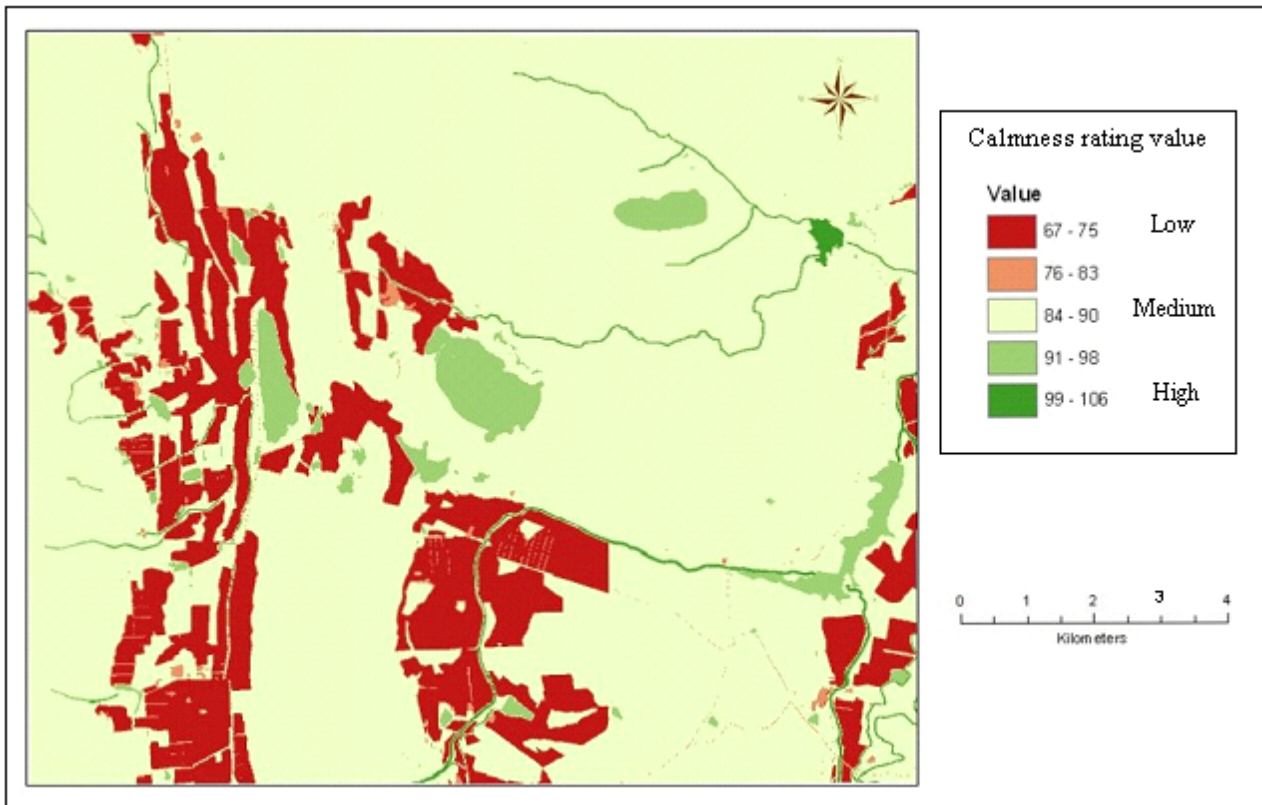 Calmness rating value
Value
67 - 75 Low
76 - 83
84 - 90 Medium
91 - 98
99 - 106 High
0 1 2 3 4
Kilometers